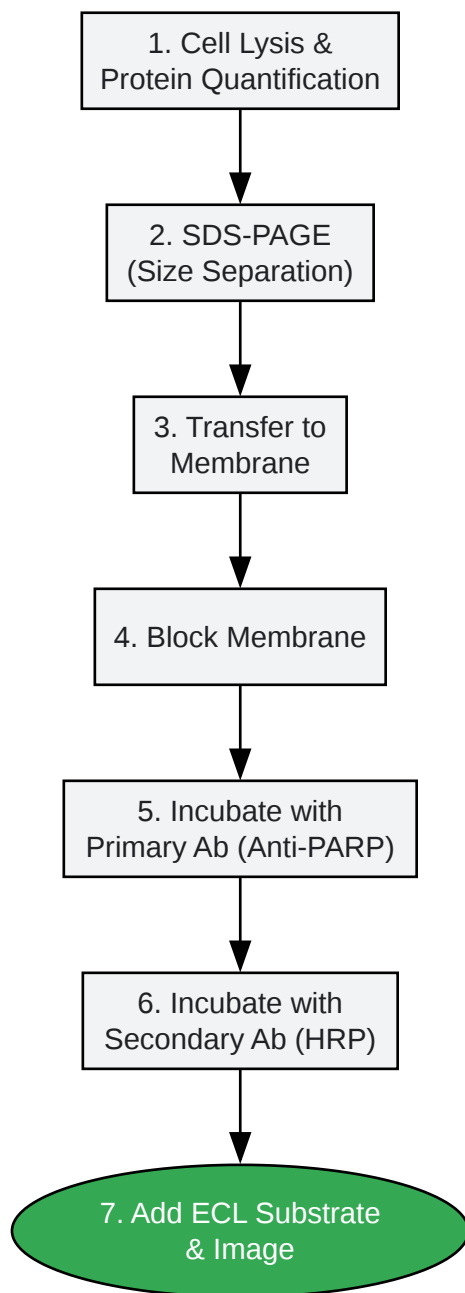 1. Cell Lysis &
Protein Quantification
2. SDS-PAGE
(Size Separation)
3. Transfer to
Membrane
4. Block Membrane
5. Incubate with
Primary Ab (Anti-PARP)
6. Incubate with
Secondary Ab (HRP)
7. Add ECL Substrate
& Image